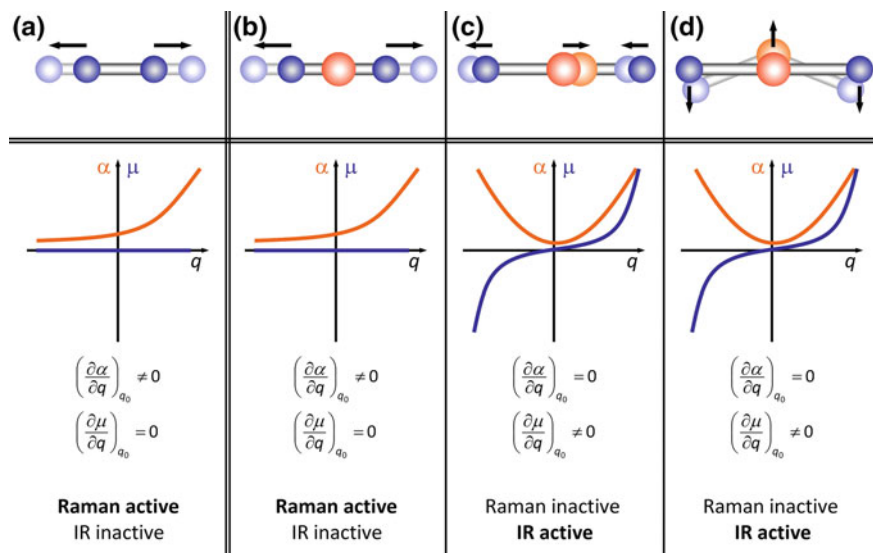 (a) (b) (c) (d)
α μ α μ α μ α μ
q q q q
(∂α/∂q)q₀ ≠ 0 (∂α/∂q)q₀ ≠ 0 (∂α/∂q)q₀ = 0 (∂α/∂q)q₀ = 0
(∂μ/∂q)q₀ = 0 (∂μ/∂q)q₀ = 0 (∂μ/∂q)q₀ ≠ 0 (∂μ/∂q)q₀ ≠ 0
Raman active Raman active Raman inactive Raman inactive
IR inactive IR inactive IR active IR active